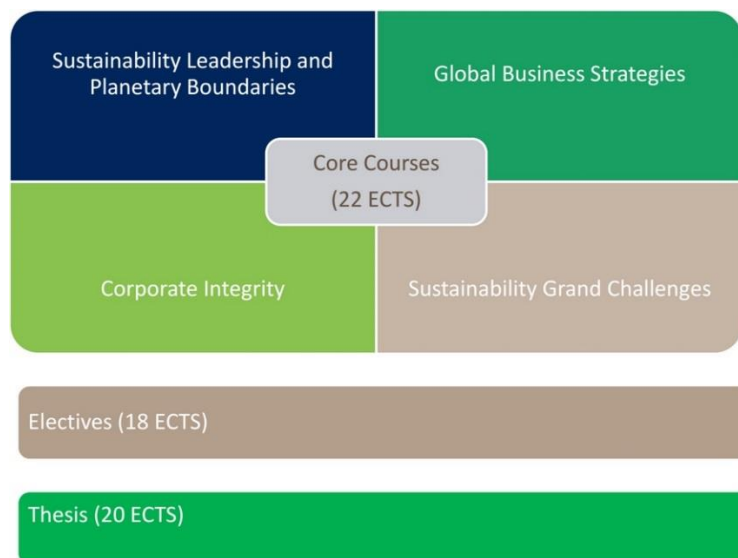 Sustainability Leadership and
Planetary Boundaries
Global Business Strategies
Core Courses
(22 ECTS)
Corporate Integrity
Sustainability Grand Challenges
Electives (18 ECTS)
Thesis (20 ECTS)